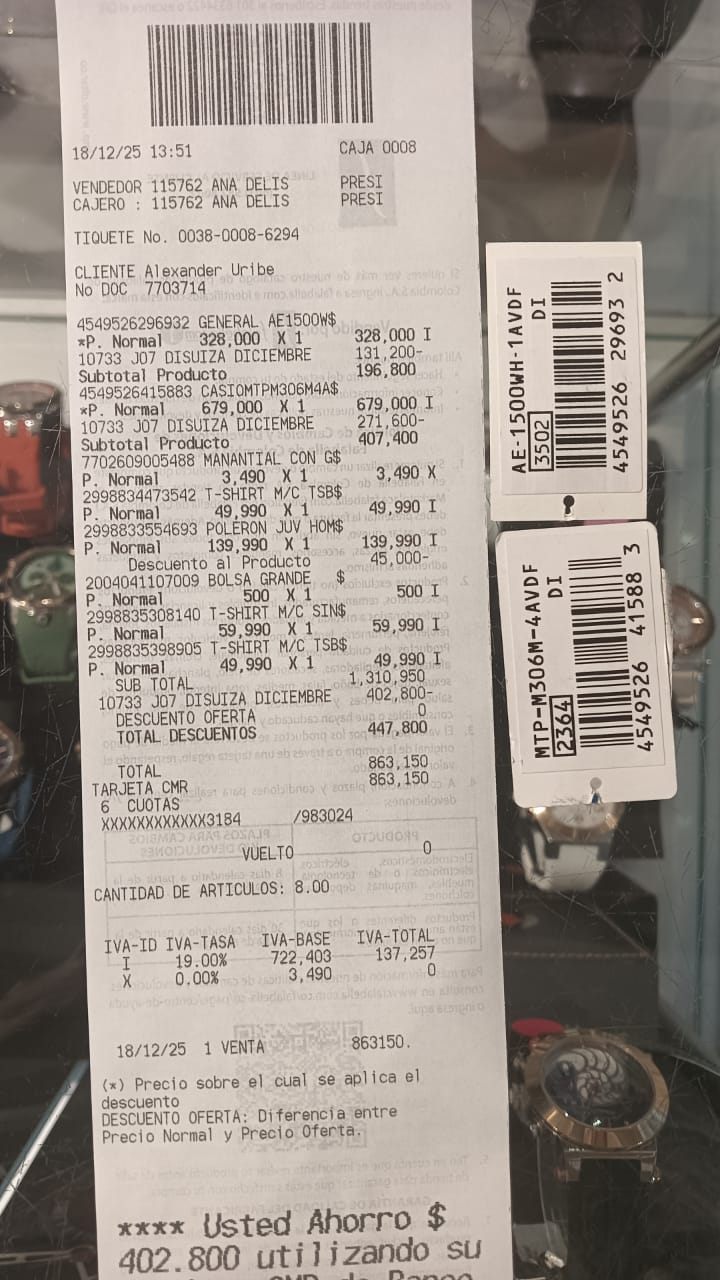 18/12/25 13:51 CAJA 0008
VENDEDOR 115762 ANA DELIS PRESI
CAJERO : 115762 ANA DELIS PRESI
TIQUETE No. 0038-0008-6294
CLIENTE Alexander Uribe
No DOC 7703714
4549526296932 GENERAL AE1500W$
*P. Normal 328,000 X 1 328,000 I
10733 J07 DISUIZA DICIEMBRE 131,200-
Subtotal Producto 196,800
4549526415883 CASIOMTPM306M4A$
*P. Normal 679,000 X 1 679,000 I
10733 J07 DISUIZA DICIEMBRE 271,600-
Subtotal Producto 407,400
7702609005488 MANANTIAL CON G$
P. Normal 3,490 X 1 3,490 X
2998834473542 T-SHIRT M/C TSB$
P. Normal 49,990 X 1 49,990 I
2998833554693 POLERON JUV HOM$
P. Normal 139,990 X 1 139,990 I
Descuento al Producto 45,000-
2004041107009 BOLSA GRANDE $
P. Normal 500 X 1 500 I
2998835308140 T-SHIRT M/C SIN$
P. Normal 59,990 X 1 59,990 I
2998835398905 T-SHIRT M/C TSB$
P. Normal 49,990 X 1 49,990 I
SUB TOTAL 1,310,950
10733 J07 DISUIZA DICIEMBRE 402,800-
DESCUENTO OFERTA 0
TOTAL DESCUENTOS 447,800
TOTAL 863,150
TARJETA CMR 863,150
6 CUOTAS
XXXXXXXXXXXX3184 /983024
VUELTO 0
CANTIDAD DE ARTICULOS: 8.00
IVA-ID IVA-TASA IVA-BASE IVA-TOTAL
I 19.00% 722,403 137,257
X 0.00% 3,490 0
18/12/25 1 VENTA 863150.
(*) Precio sobre el cual se aplica el
descuento
DESCUENTO OFERTA: Diferencia entre
Precio Normal y Precio Oferta.
**** Usted Ahorro $
402.800 utilizando su
AE-1500WH-1AVDF
DI
3502
4549526 29693 2
MTP-M306M-4AVDF
DI
2364
4549526 41588 3